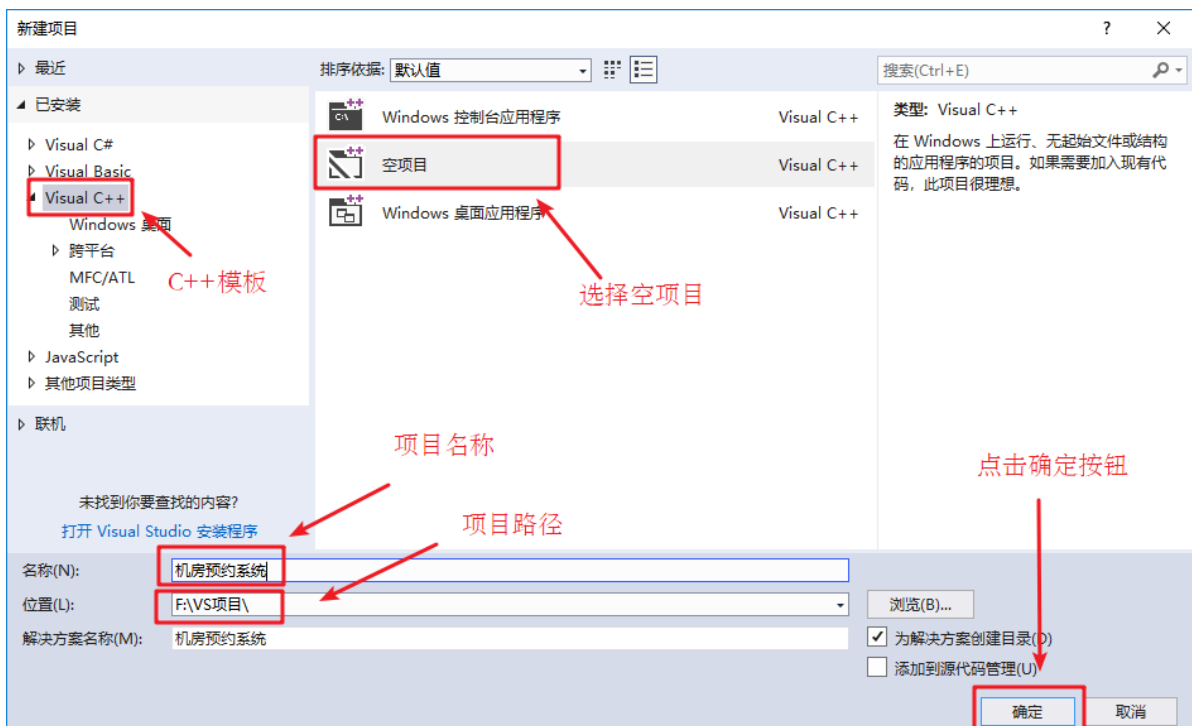 新建项目
?
最近
排序依据: 默认值
搜索(Ctrl+E)
已安装
Visual C#
Visual Basic
Visual C++
Windows 桌面
跨平台
MFC/ATL
测试
其他
JavaScript
其他项目类型
联机
未找到你要查找的内容?
打开 Visual Studio 安装程序
C:\
Windows 控制台应用程序 Visual C++
空项目 Visual C++
Windows 桌面应用程序 Visual C++
类型: Visual C++
在 Windows 上运行、无起始文件或结构
的应用程序的项目。如果需要加入现有代
码，此项目很理想。
C++模板
选择空项目
项目名称
项目路径
点击确定按钮
名称(N): 机房预约系统
位置(L): F:\VS项目\
浏览(B)...
解决方案名称(M): 机房预约系统
为解决方案创建目录(D)
添加到源代码管理(U)
确定 取消